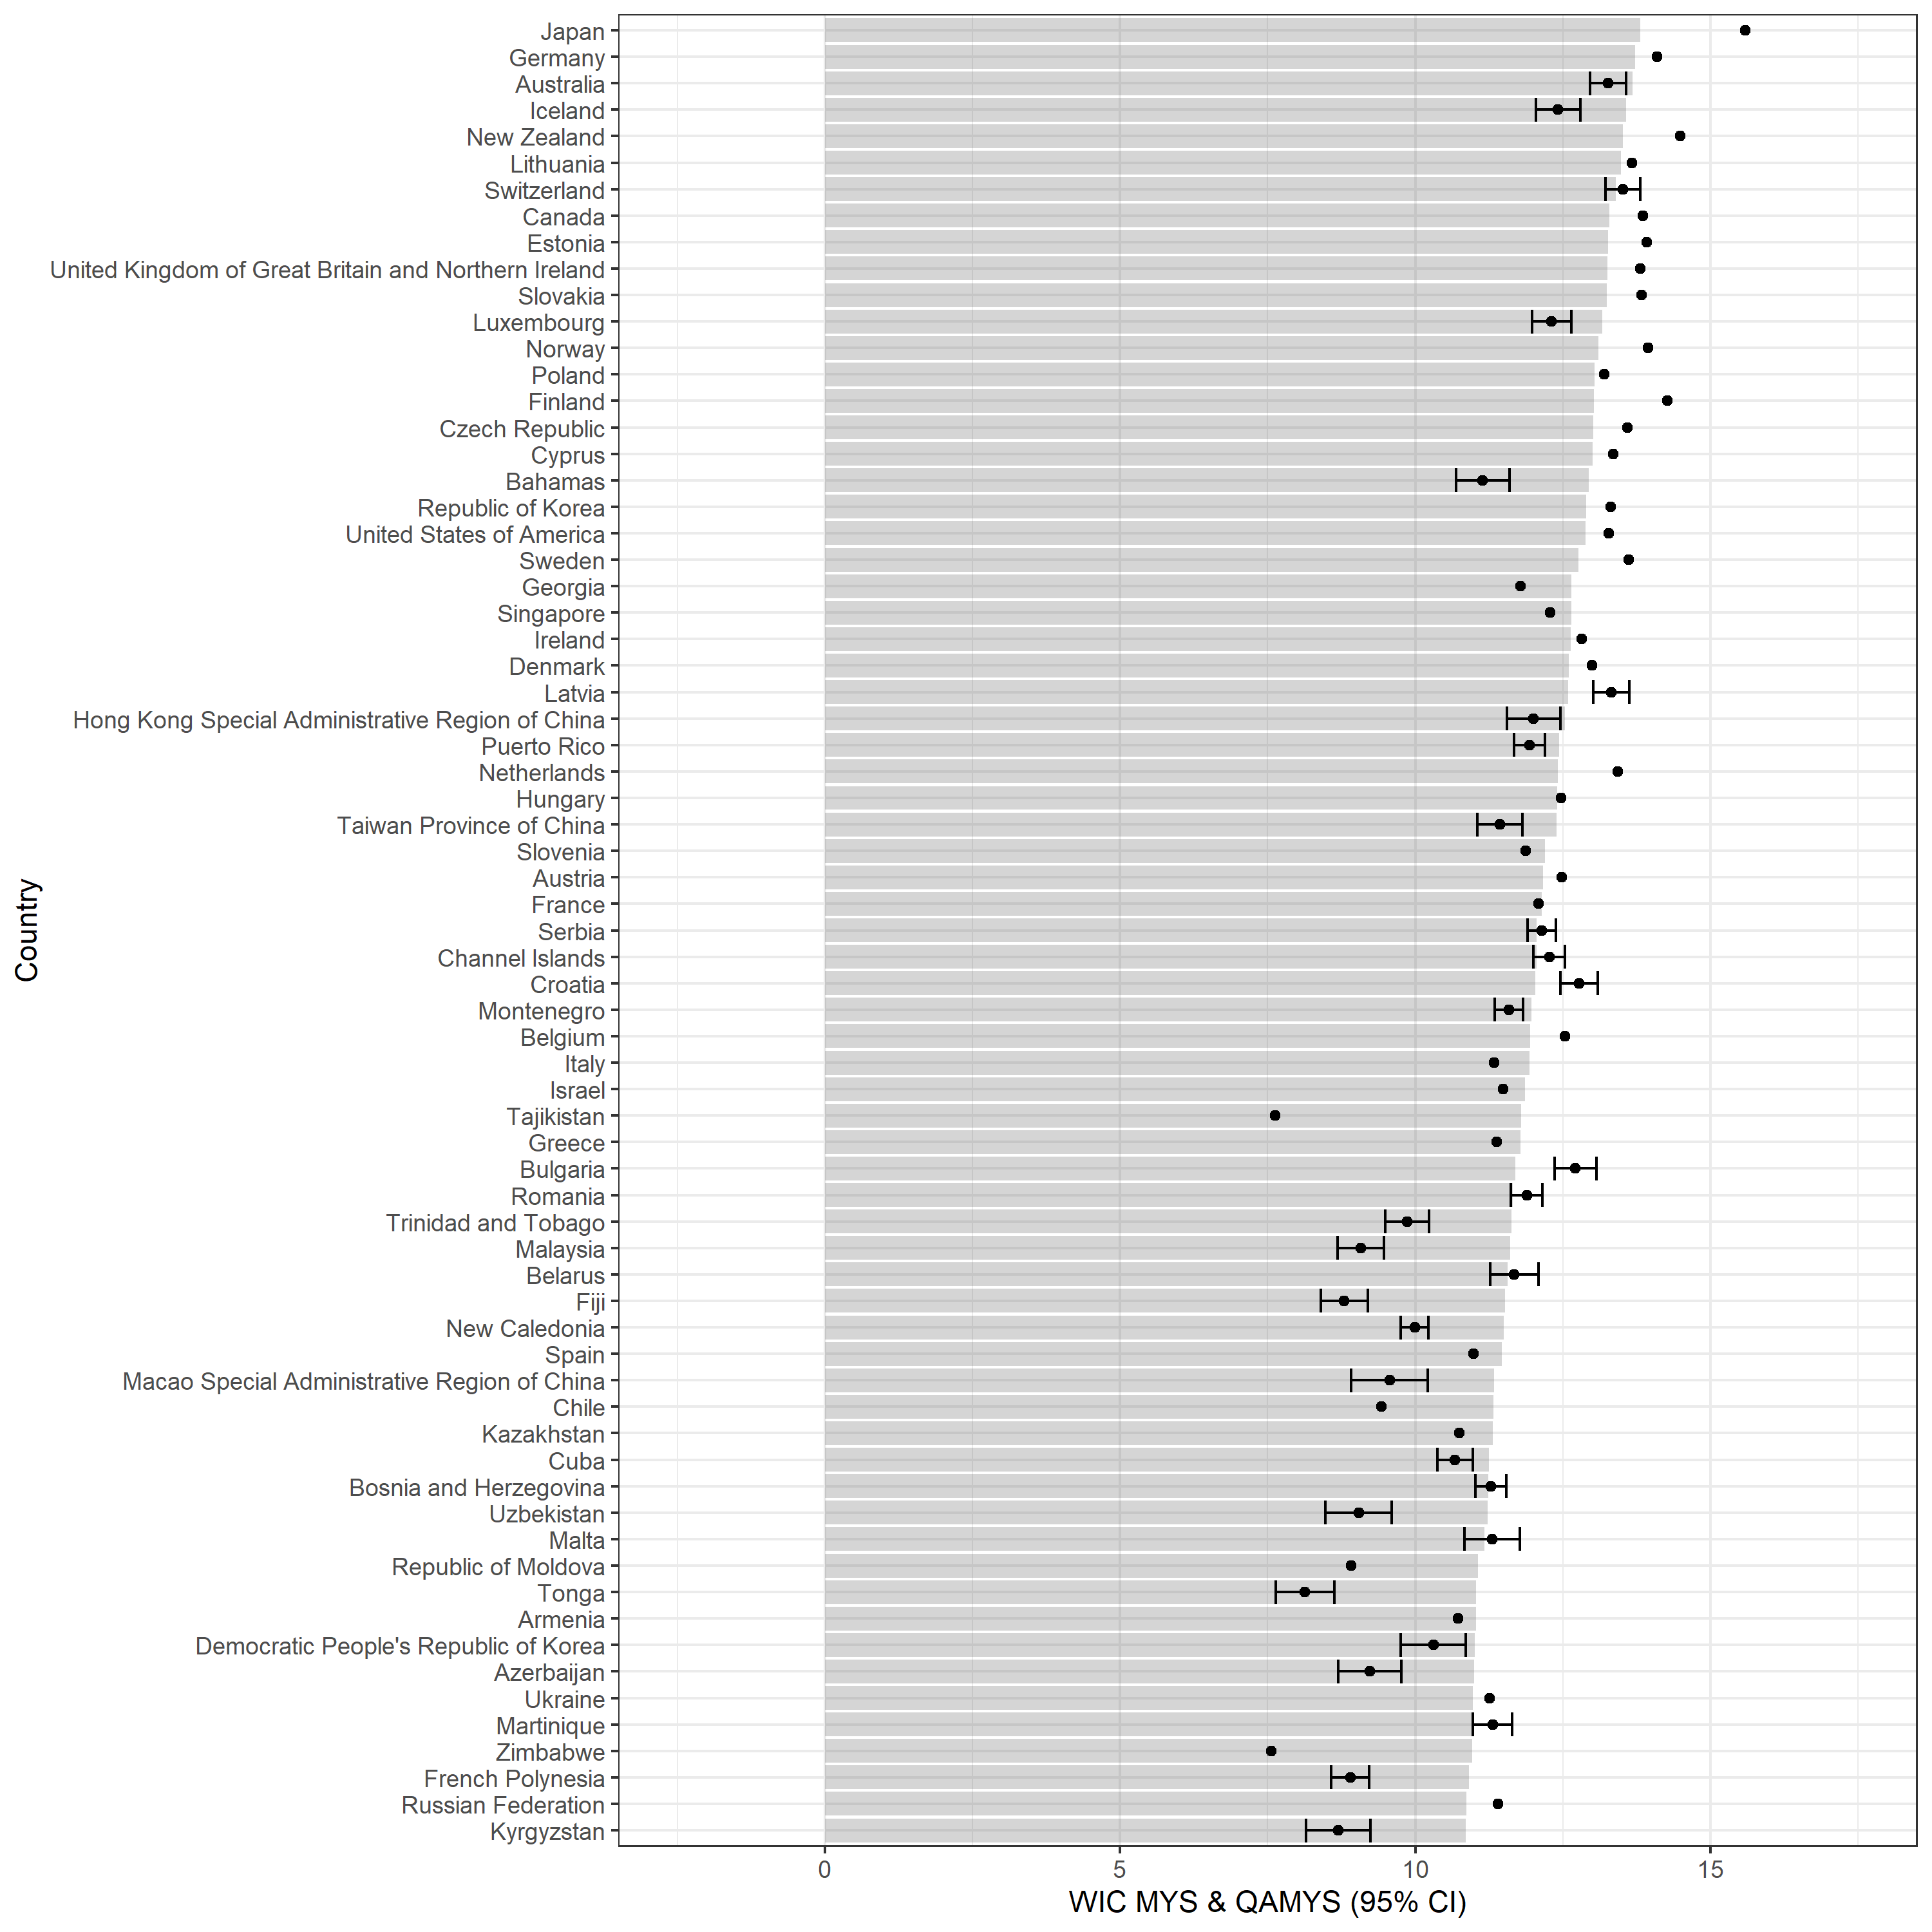 Japan
Germany
Australia
Iceland
New Zealand
Lithuania
Switzerland
Canada
Estonia
United Kingdom of Great Britain and Northern Ireland
Slovakia
Luxembourg
Norway
Poland
Finland
Czech Republic
Cyprus
Bahamas
Republic of Korea
United States of America
Sweden
Georgia
Singapore
Ireland
Denmark
Latvia
Hong Kong Special Administrative Region of China
Puerto Rico
Netherlands
Hungary
Taiwan Province of China
Slovenia
Austria
France
Serbia
Channel Islands
Croatia
Montenegro
Belgium
Italy
Israel
Tajikistan
Greece
Bulgaria
Romania
Trinidad and Tobago
Malaysia
Belarus
Fiji
New Caledonia
Spain
Macao Special Administrative Region of China
Chile
Kazakhstan
Cuba
Bosnia and Herzegovina
Uzbekistan
Malta
Republic of Moldova
Tonga
Armenia
Democratic People's Republic of Korea
Azerbaijan
Ukraine
Martinique
Zimbabwe
French Polynesia
Russian Federation
Kyrgyzstan
Country
0 5 10 15
WIC MYS & QAMYS (95% CI)